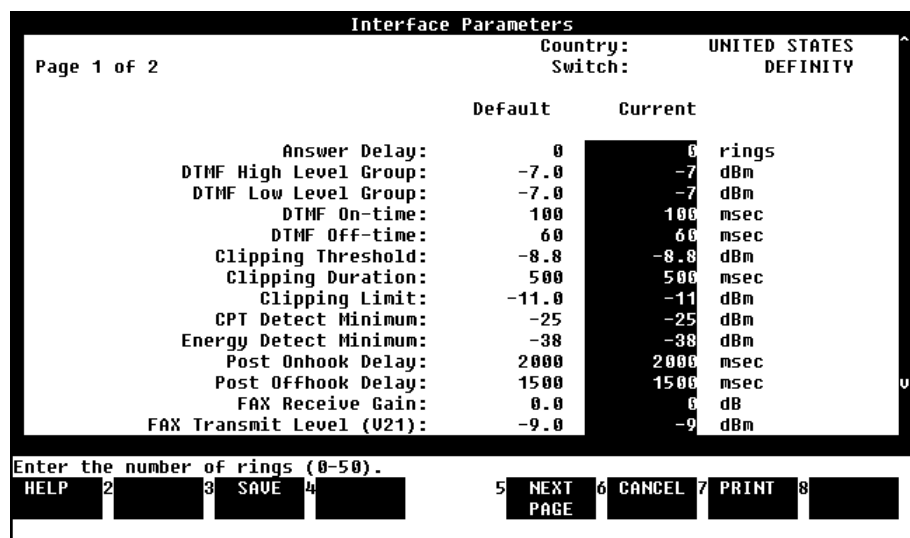 Interface Parameters
Country: UNITED STATES
Page 1 of 2 Switch: DEFINITY
Default Current
Answer Delay: 0 0 rings
DTMF High Level Group: -7.0 -7 dBm
DTMF Low Level Group: -7.0 -7 dBm
DTMF On-time: 100 100 msec
DTMF Off-time: 60 60 msec
Clipping Threshold: -8.8 -8.8 dBm
Clipping Duration: 500 500 msec
Clipping Limit: -11.0 -11 dBm
CPT Detect Minimum: -25 -25 dBm
Energy Detect Minimum: -38 -38 dBm
Post Onhook Delay: 2000 2000 msec
Post Offhook Delay: 1500 1500 msec
FAX Receive Gain: 0.0 0 dB
FAX Transmit Level (V21): -9.0 -9 dBm
Enter the number of rings (0-50).
HELP 2 3 SAVE 4 5 NEXT PAGE 6 CANCEL 7 PRINT 8